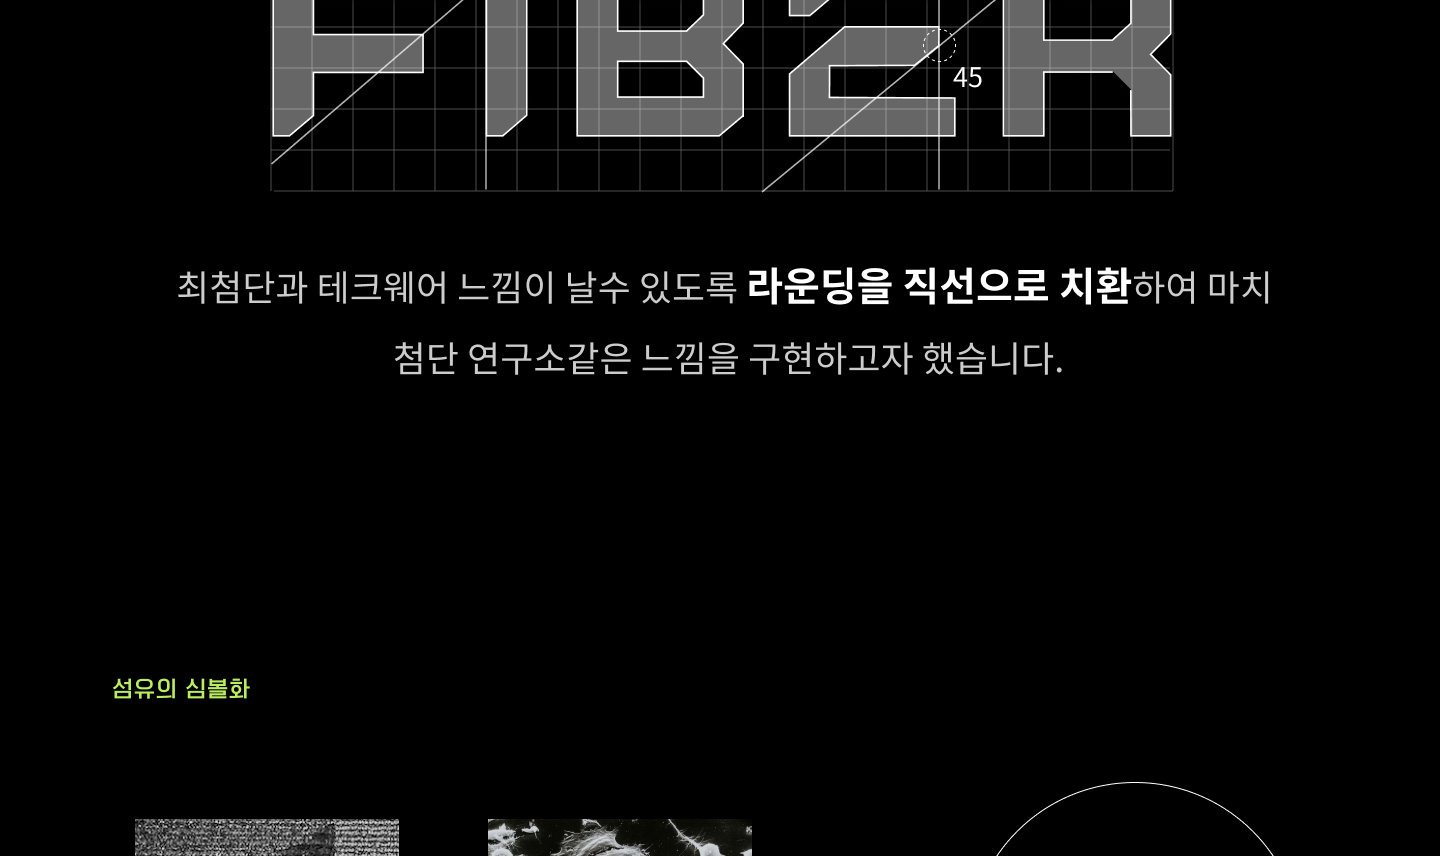 FIBZR
45
최첨단과 테크웨어 느낌이 날수 있도록 라운딩을 직선으로 치환하여 마치
첨단 연구소같은 느낌을 구현하고자 했습니다.
섬유의 심볼화